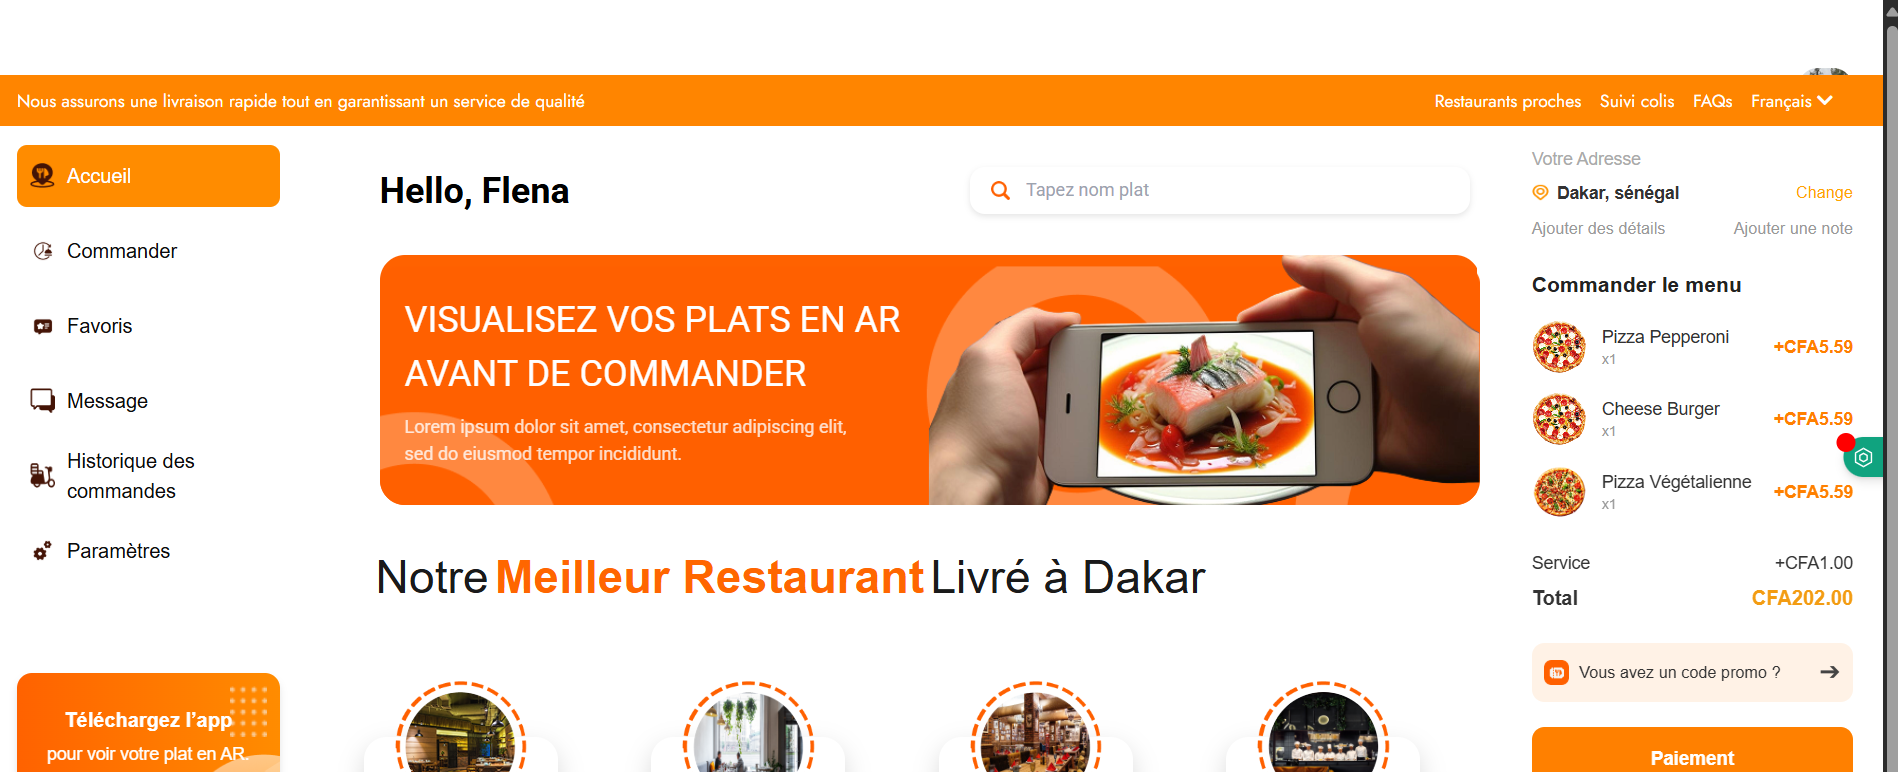 Nous assurons une livraison rapide tout en garantissant un service de qualité
Restaurants proches Suivi colis FAQs Français
Accueil
Commander
Favoris
Message
Historique des
commandes
Paramètres
Téléchargez l'app
pour voir votre plat en AR.
Hello, Flena
Tapez nom plat
VISUALISEZ VOS PLATS EN AR
AVANT DE COMMANDER
Lorem ipsum dolor sit amet, consectetur adipiscing elit,
sed do eiusmod tempor incididunt.
Notre Meilleur Restaurant Livré à Dakar
Votre Adresse
Dakar, sénégal Change
Ajouter des détails Ajouter une note
Commander le menu
Pizza Pepperoni
x1
+CFA5.59
Cheese Burger
x1
+CFA5.59
Pizza Végétalienne
x1
+CFA5.59
Service +CFA1.00
Total CFA202.00
Vous avez un code promo ?
Paiement